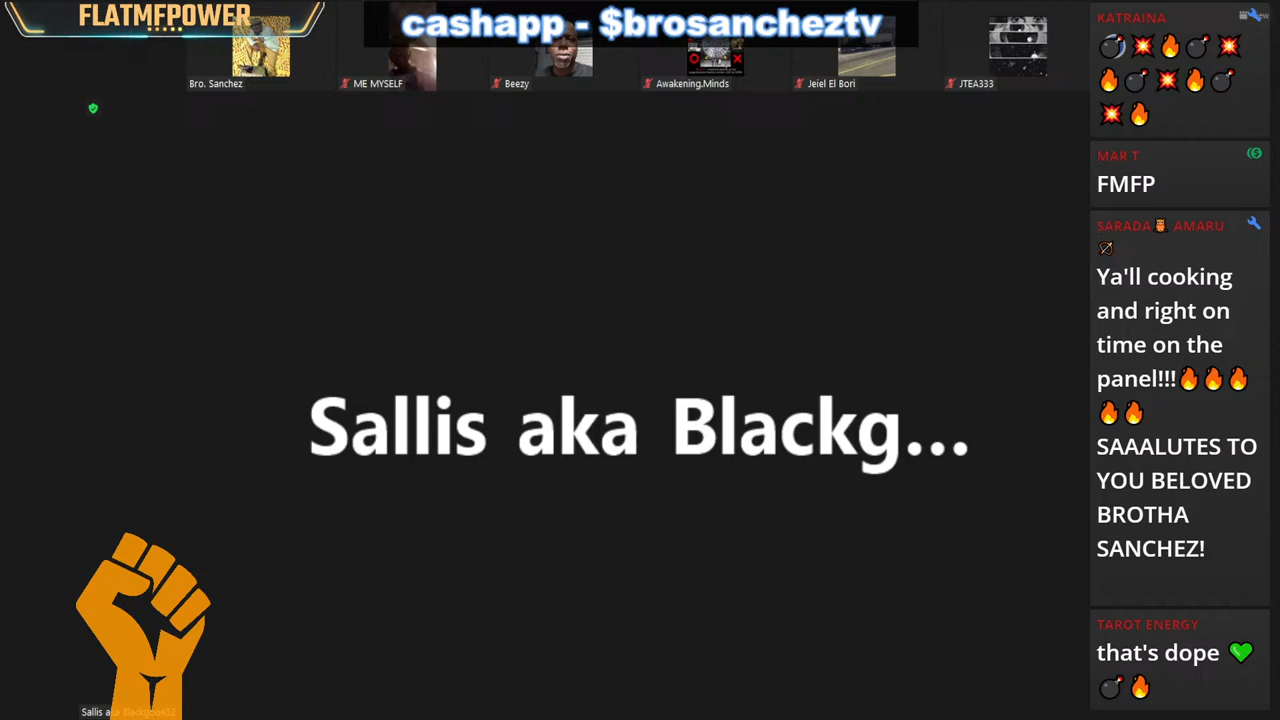 FLATMFPOWER
cashapp - $brosancheztv
Bro. Sanchez
ME MYSELF
Beezy
Awakening.Minds
Jeiel El Bori
JTEA333
Sallis aka Blackg...
KATRAINA
MAR T
FMFP
SARADA🦉 AMARU
🏹
Ya'll cooking
and right on
time on the
panel!!!🔥🔥🔥
🔥🔥
SAAALUTES TO
YOU BELOVED
BROTHA
SANCHEZ!
TAROT ENERGY
that's dope 💚
💣🔥